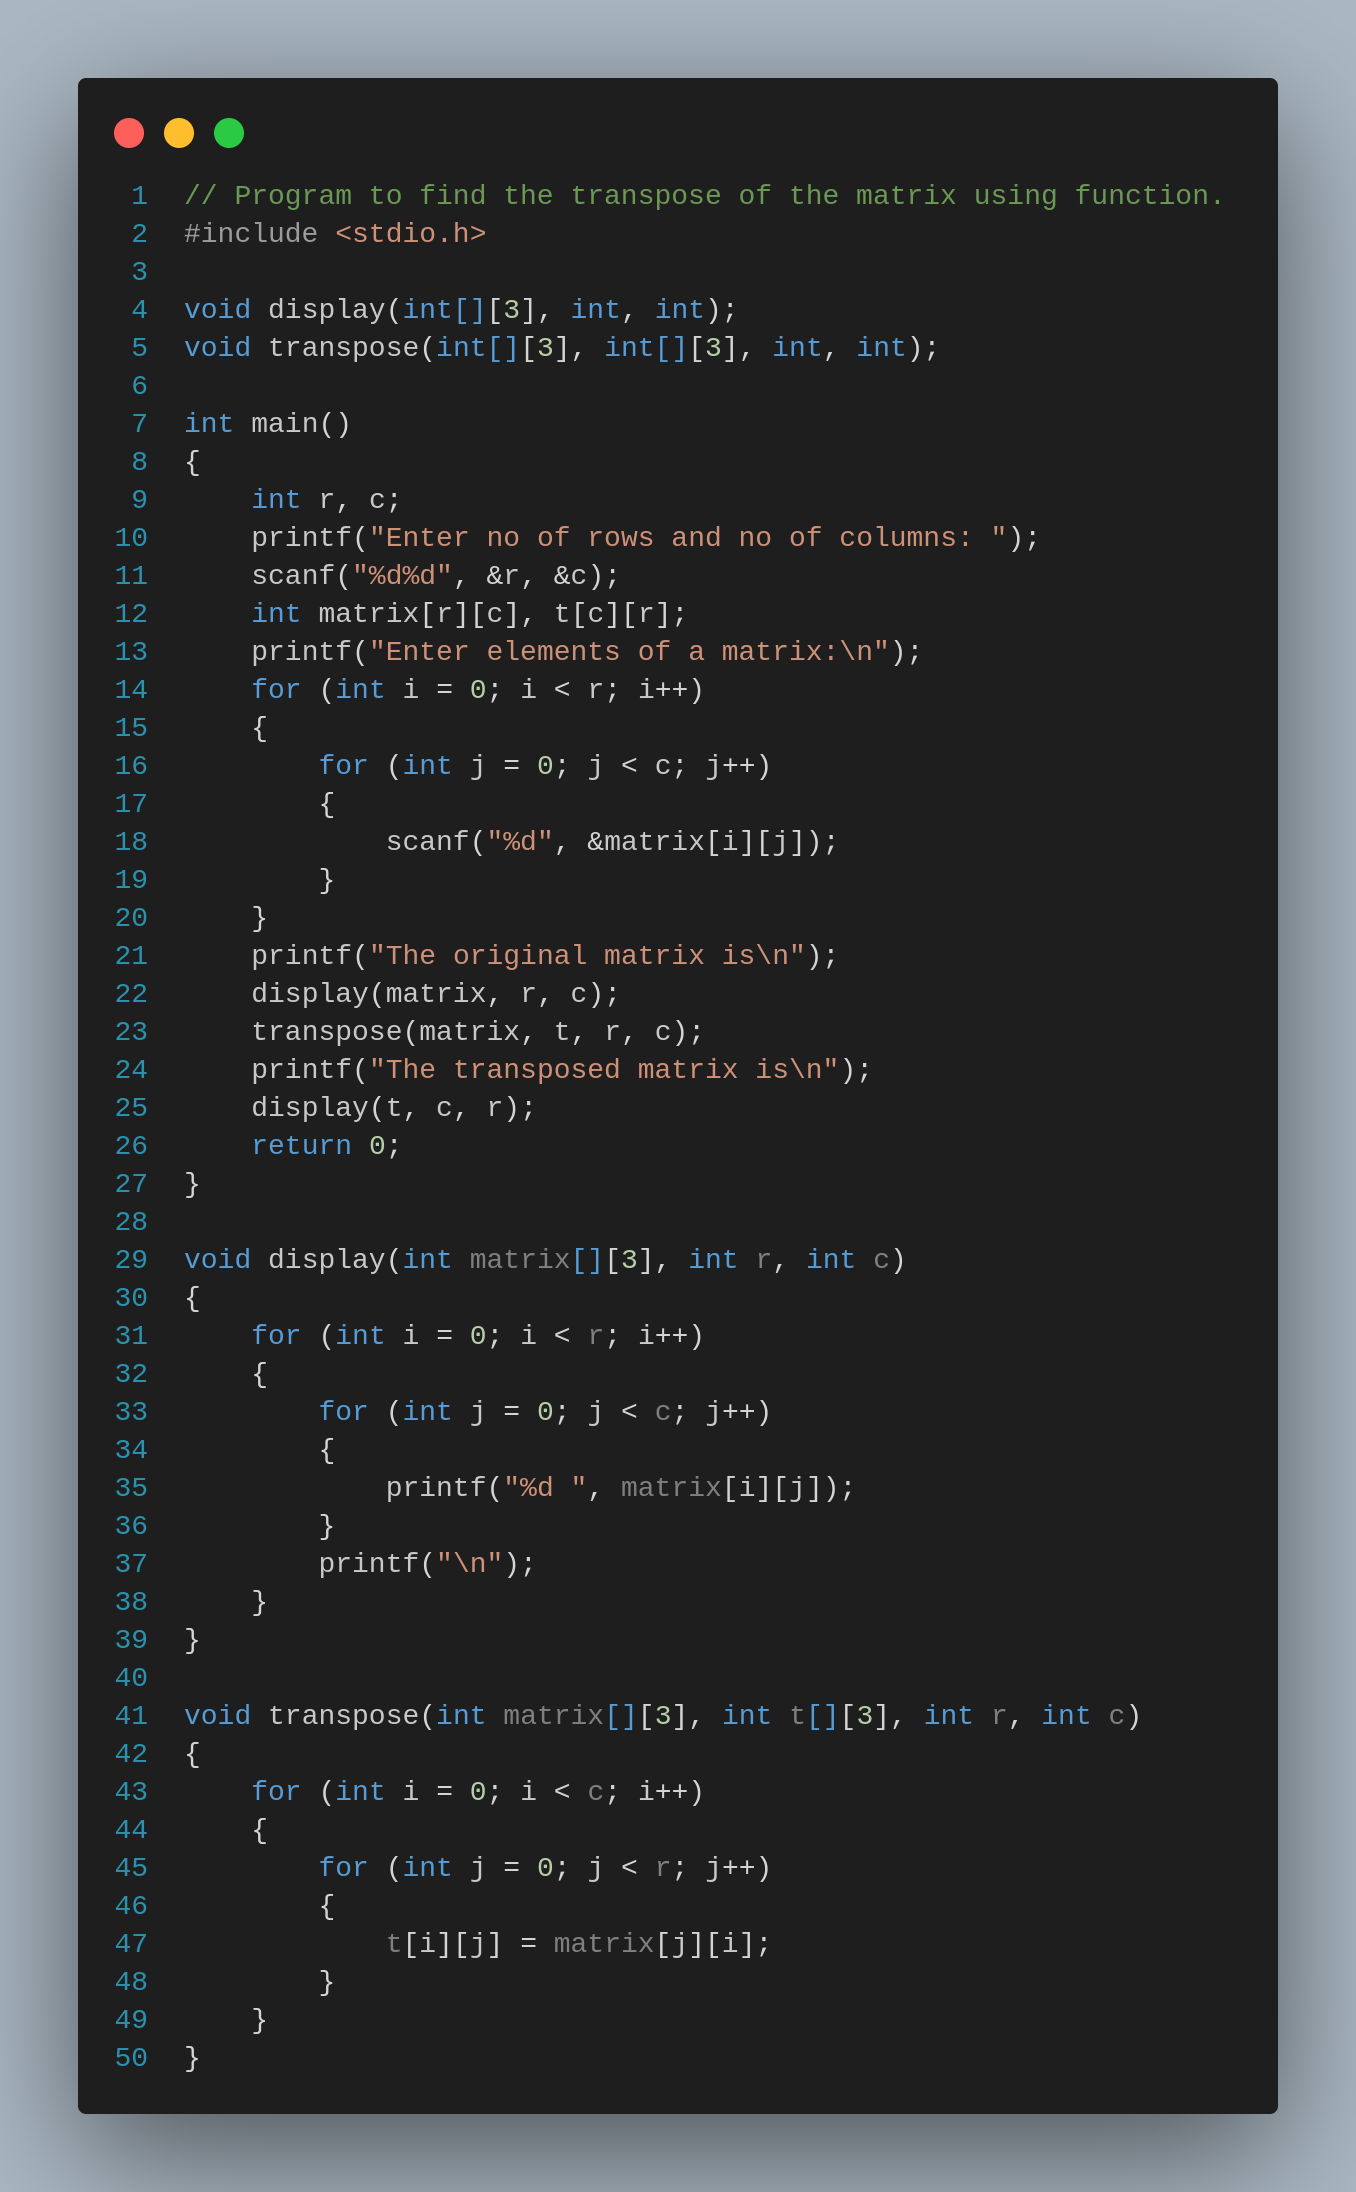 1 // Program to find the transpose of the matrix using function.
2 #include <stdio.h>
3
4 void display(int[][3], int, int);
5 void transpose(int[][3], int[][3], int, int);
6
7 int main()
8 {
9     int r, c;
10     printf("Enter no of rows and no of columns: ");
11     scanf("%d%d", &r, &c);
12     int matrix[r][c], t[c][r];
13     printf("Enter elements of a matrix:\n");
14     for (int i = 0; i < r; i++)
15     {
16         for (int j = 0; j < c; j++)
17         {
18             scanf("%d", &matrix[i][j]);
19         }
20     }
21     printf("The original matrix is\n");
22     display(matrix, r, c);
23     transpose(matrix, t, r, c);
24     printf("The transposed matrix is\n");
25     display(t, c, r);
26     return 0;
27 }
28
29 void display(int matrix[][3], int r, int c)
30 {
31     for (int i = 0; i < r; i++)
32     {
33         for (int j = 0; j < c; j++)
34         {
35             printf("%d ", matrix[i][j]);
36         }
37         printf("\n");
38     }
39 }
40
41 void transpose(int matrix[][3], int t[][3], int r, int c)
42 {
43     for (int i = 0; i < c; i++)
44     {
45         for (int j = 0; j < r; j++)
46         {
47             t[i][j] = matrix[j][i];
48         }
49     }
50 }